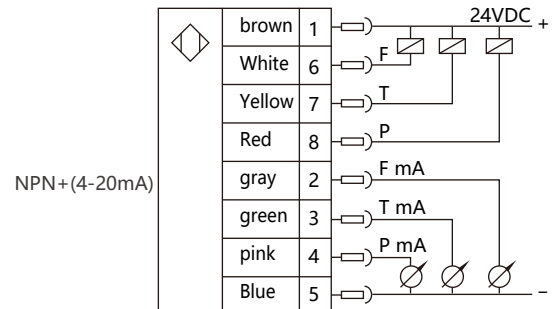 24VDC +
brown 1
White 6 F
Yellow 7 T
Red 8 P
NPN+(4-20mA)
gray 2 F mA
green 3 T mA
pink 4 P mA
Blue 5 −